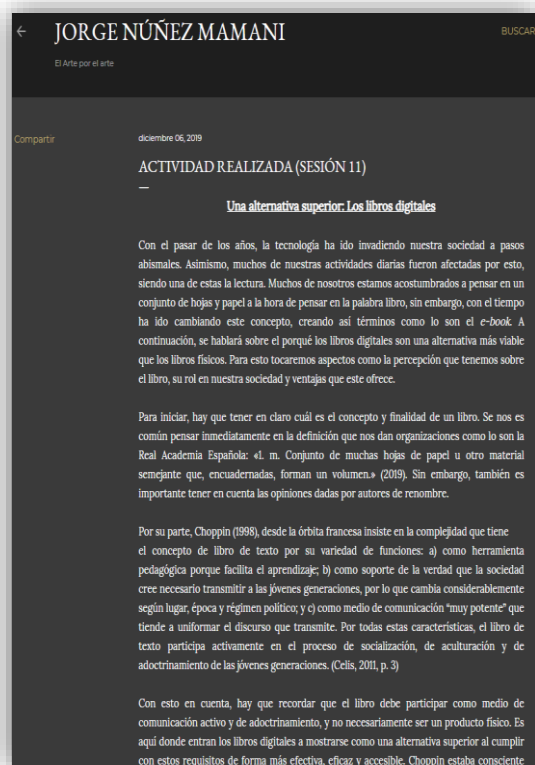 ←
JORGE NÚÑEZ MAMANI
BUSCAR
El Arte por el arte
Compartir
diciembre 06, 2019
ACTIVIDAD REALIZADA (SESIÓN 11)
—
Una alternativa superior: Los libros digitales
Con el pasar de los años, la tecnología ha ido invadiendo nuestra sociedad a pasos
abismales. Asimismo, muchos de nuestras actividades diarias fueron afectadas por esto,
siendo una de estas la lectura. Muchos de nosotros estamos acostumbrados a pensar en un
conjunto de hojas y papel a la hora de pensar en la palabra libro, sin embargo, con el tiempo
ha ido cambiando este concepto, creando así términos como lo son el e-book. A
continuación, se hablará sobre el porqué los libros digitales son una alternativa más viable
que los libros físicos. Para esto tocaremos aspectos como la percepción que tenemos sobre
el libro, su rol en nuestra sociedad y ventajas que este ofrece.
Para iniciar, hay que tener en claro cuál es el concepto y finalidad de un libro. Se nos es
común pensar inmediatamente en la definición que nos dan organizaciones como lo son la
Real Academia Española: «1. m. Conjunto de muchas hojas de papel u otro material
semejante que, encuadernadas, forman un volumen.» (2019). Sin embargo, también es
importante tener en cuenta las opiniones dadas por autores de renombre.
Por su parte, Choppin (1998), desde la órbita francesa insiste en la complejidad que tiene
el concepto de libro de texto por su variedad de funciones: a) como herramienta
pedagógica porque facilita el aprendizaje; b) como soporte de la verdad que la sociedad
cree necesario transmitir a las jóvenes generaciones, por lo que cambia considerablemente
según lugar, época y régimen político; y c) como medio de comunicación “muy potente” que
tiende a uniformar el discurso que transmite. Por todas estas características, el libro de
texto participa activamente en el proceso de socialización, de aculturación y de
adoctrinamiento de las jóvenes generaciones. (Celis, 2011, p. 3)
Con esto en cuenta, hay que recordar que el libro debe participar como medio de
comunicación activo y de adoctrinamiento, y no necesariamente ser un producto físico. Es
aquí donde entran los libros digitales a mostrarse como una alternativa superior al cumplir
con estos requisitos de forma más efectiva, eficaz y accesible. Choppin estaba consciente